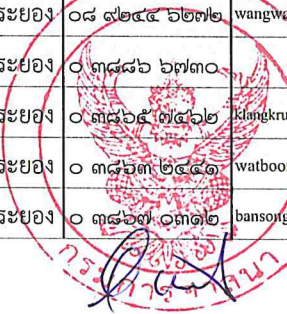 ระยอง ๐๘ ๙๒๔๔ ๖๒๗๒ wangwa
ระยอง ๐ ๓๘๘๖ ๖๗๓๐
ระยอง ๐ ๓๘๖๕ ๗๔๖๒ klangkru
ระยอง ๐ ๓๘๖๓ ๒๔๔๑ watboon
ระยอง ๐ ๓๘๖๗ ๐๓๑๒ bansong